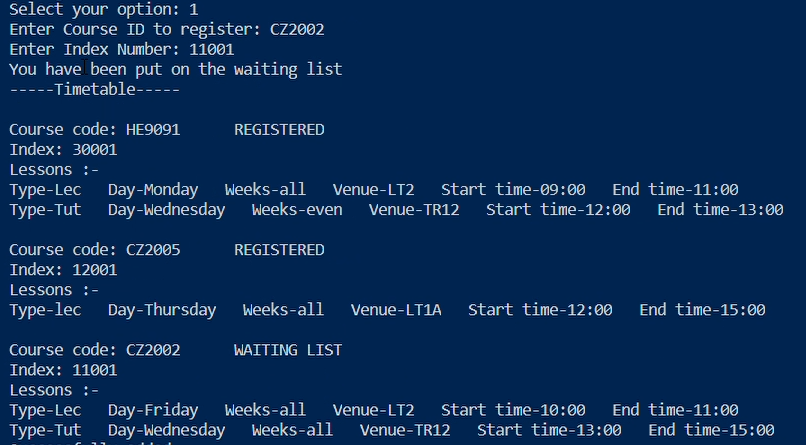 Select your option: 1
Enter Course ID to register: CZ2002
Enter Index Number: 11001
You have been put on the waiting list
-----Timetable-----
Course code: HE9091      REGISTERED
Index: 30001
Lessons :-
Type-Lec   Day-Monday   Weeks-all   Venue-LT2   Start time-09:00   End time-11:00
Type-Tut   Day-Wednesday   Weeks-even   Venue-TR12   Start time-12:00   End time-13:00
Course code: CZ2005      REGISTERED
Index: 12001
Lessons :-
Type-lec   Day-Thursday   Weeks-all   Venue-LT1A   Start time-12:00   End time-15:00
Course code: CZ2002      WAITING LIST
Index: 11001
Lessons :-
Type-Lec   Day-Friday   Weeks-all   Venue-LT2   Start time-10:00   End time-11:00
Type-Tut   Day-Wednesday   Weeks-all   Venue-TR12   Start time-13:00   End time-15:00